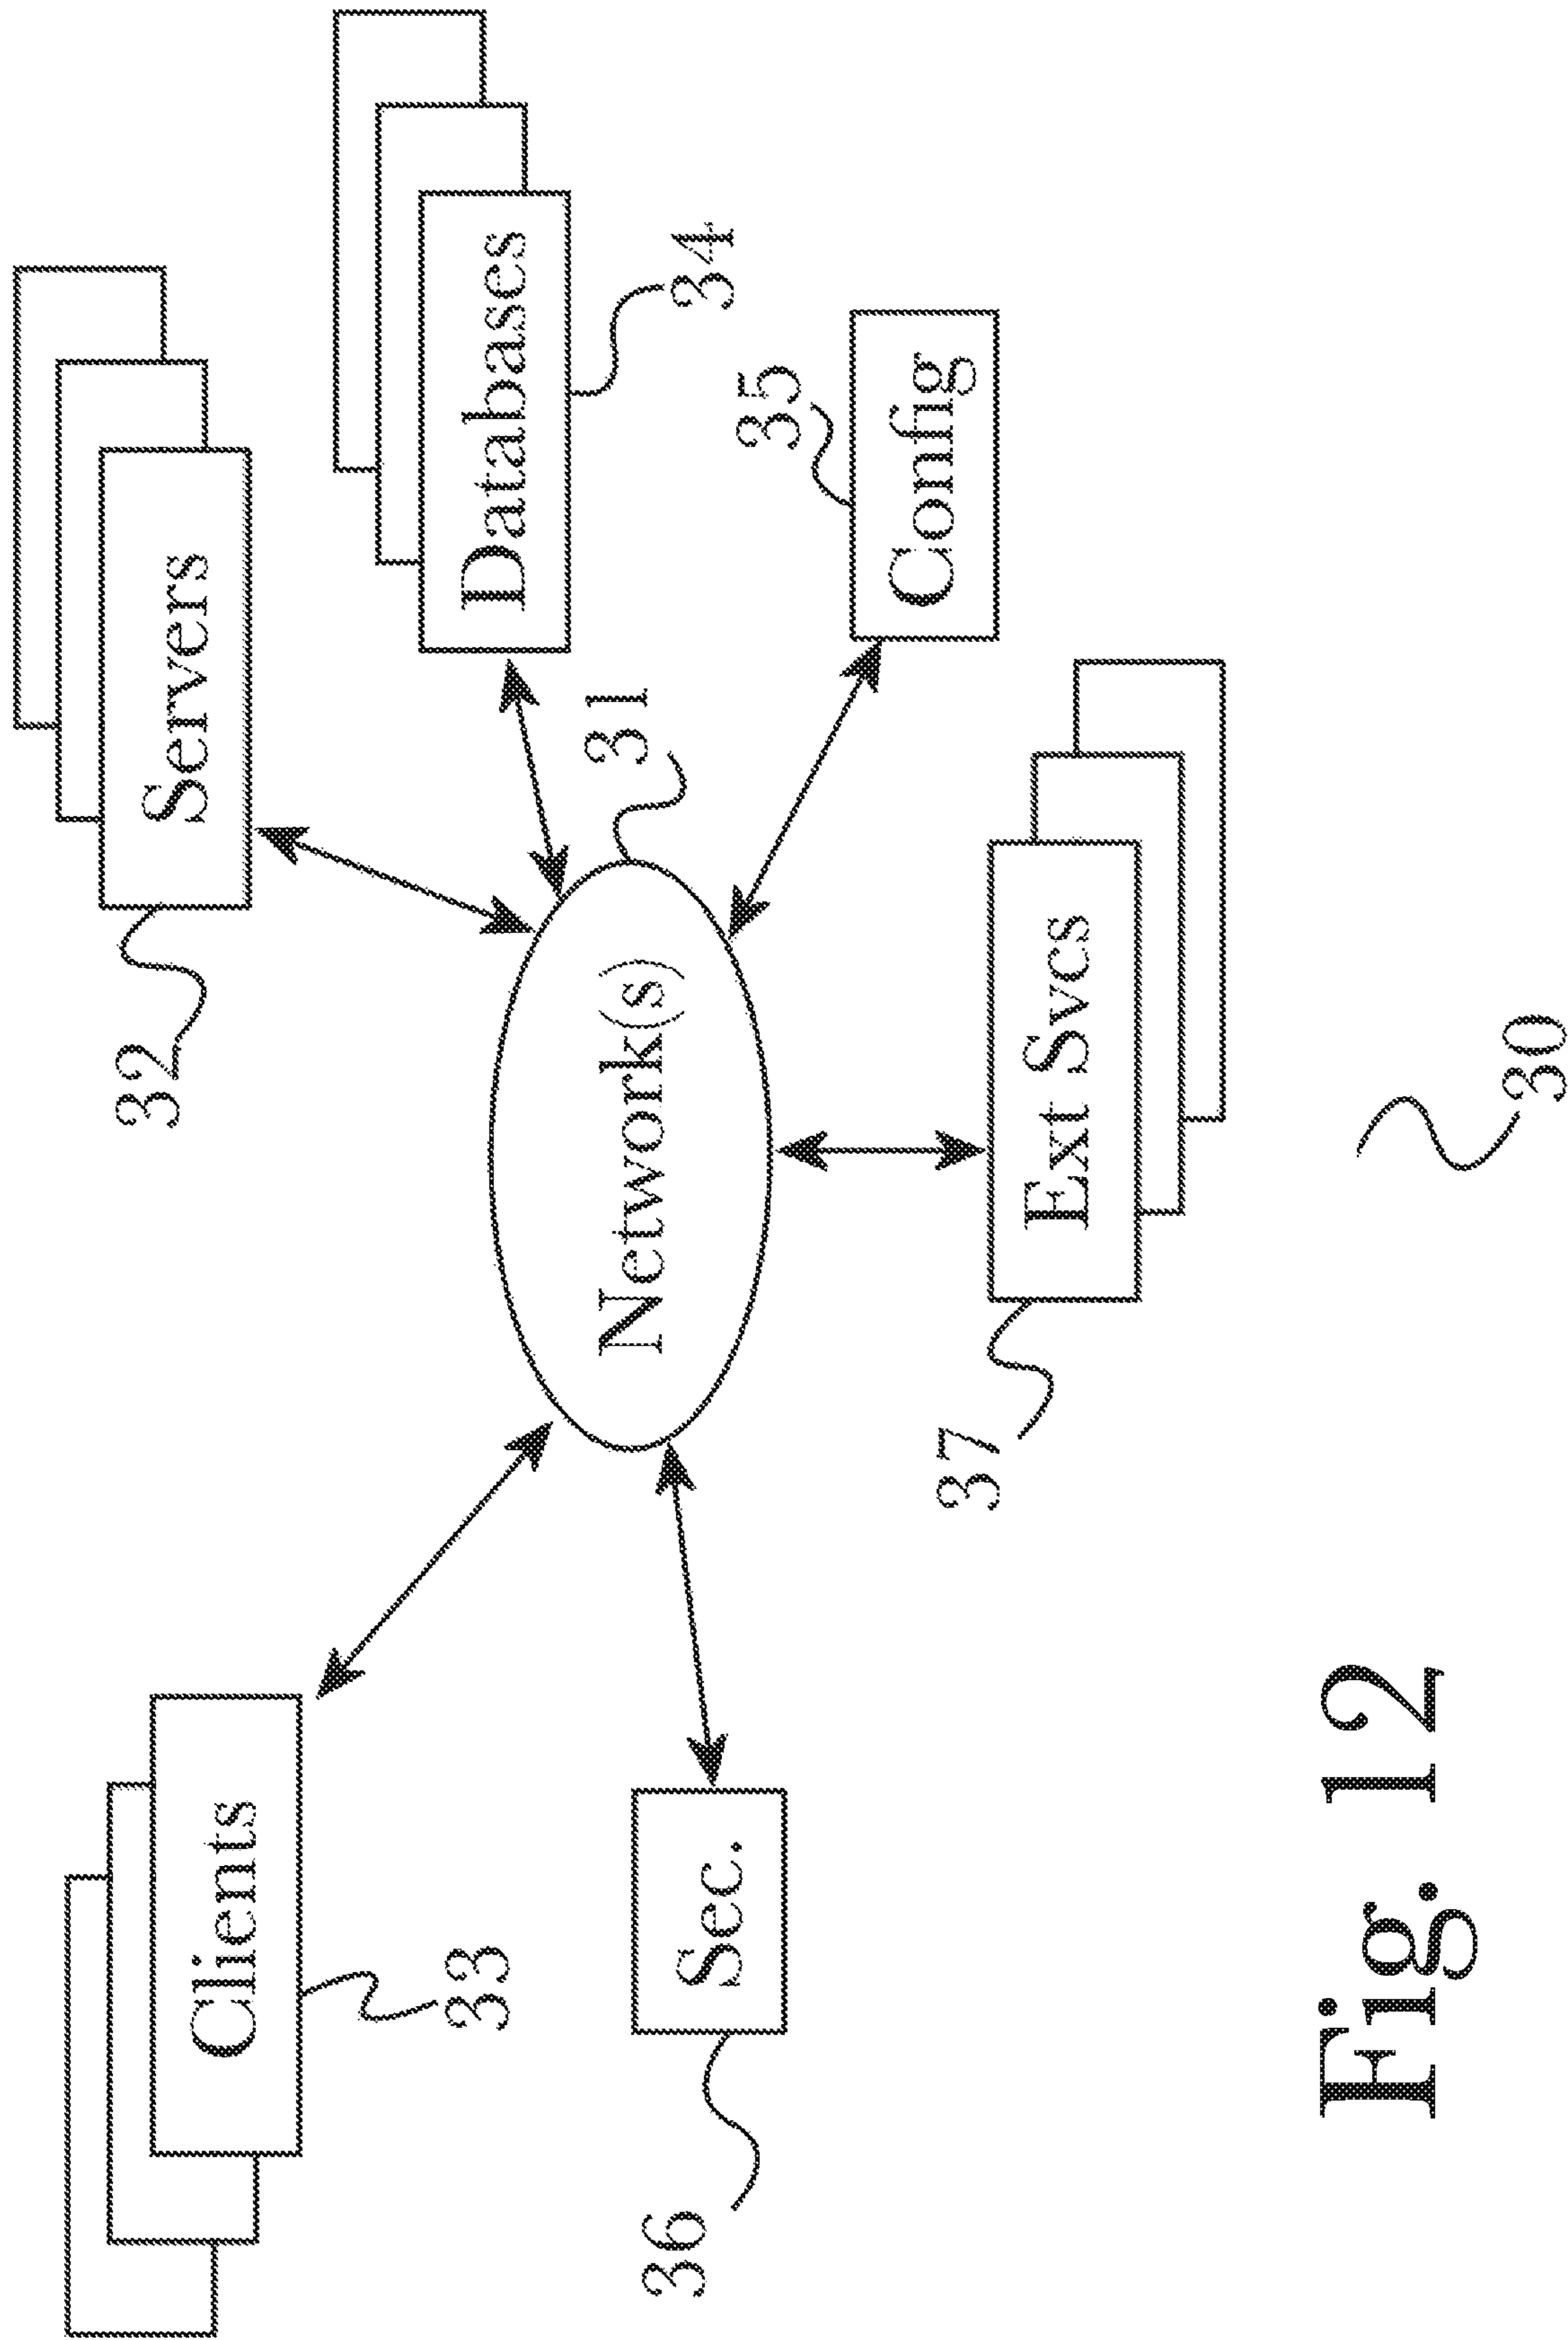 Servers
32
Clients
33
Databases
34
31
Network(s)
Sec.
36
35
Config
Ext Svcs
37
30
Fig. 12